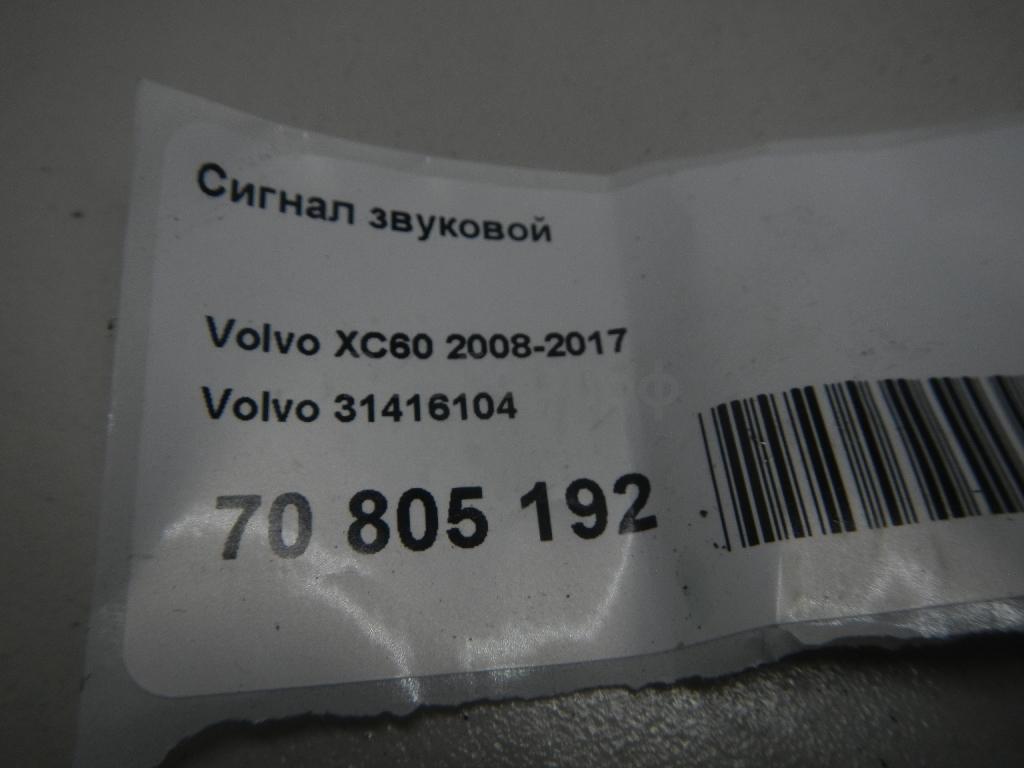 Сигнал звуковой
Volvo XC60 2008-2017
Volvo 31416104
70 805 192